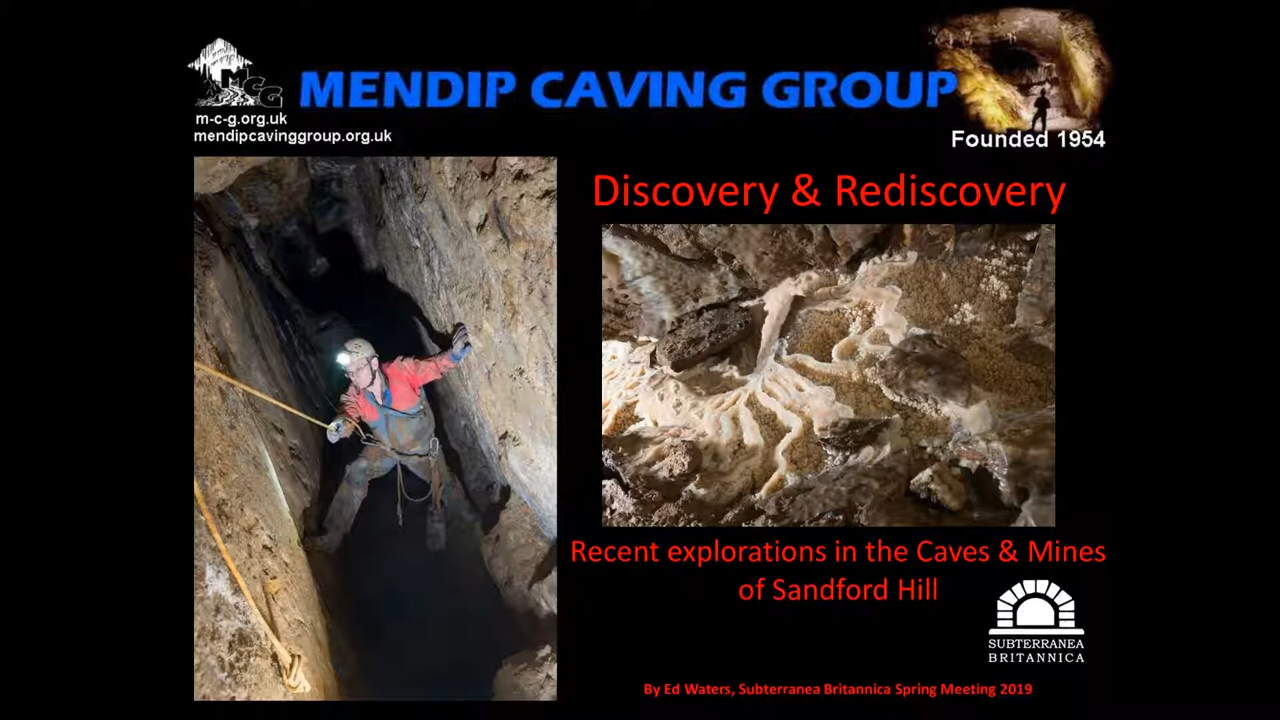 MCG
m-c-g.org.uk
mendipcavinggroup.org.uk
MENDIP CAVING GROUP
Founded 1954
Discovery & Rediscovery
Recent explorations in the Caves & Mines
of Sandford Hill
SUBTERRANEA
BRITANNICA
By Ed Waters, Subterranea Britannica Spring Meeting 2019